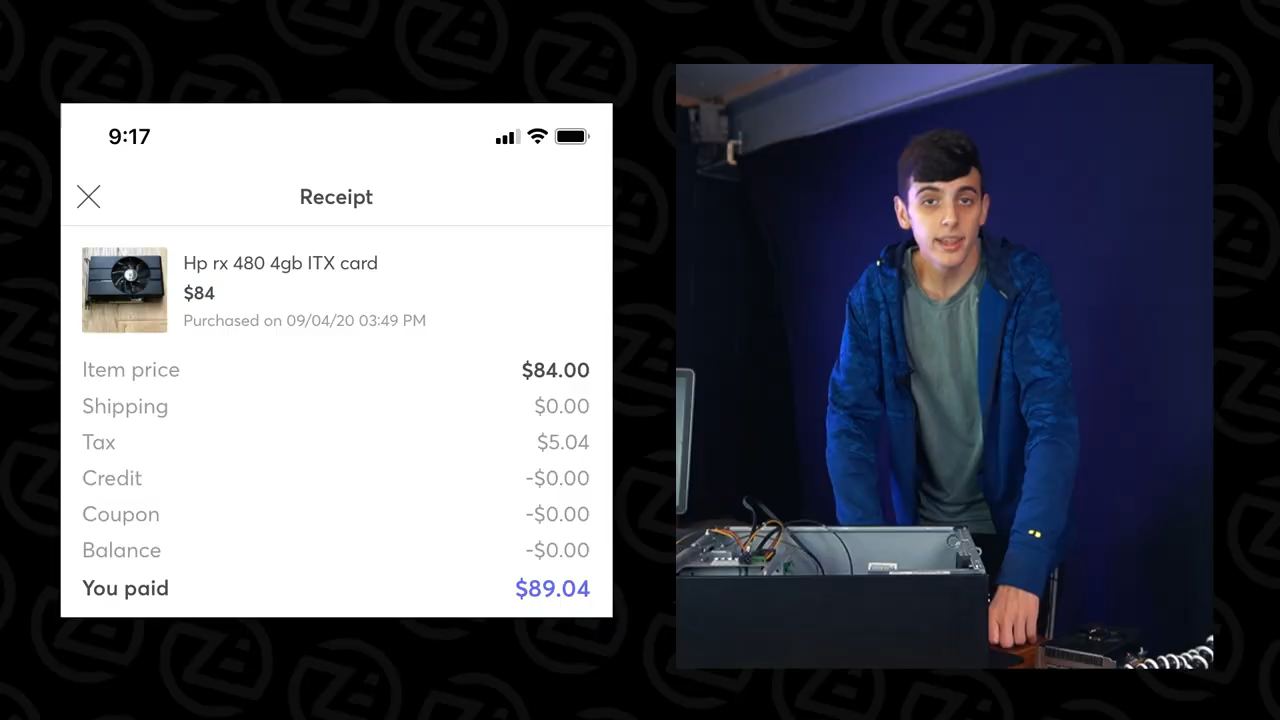 9:17
Receipt
Hp rx 480 4gb ITX card
$84
Purchased on 09/04/20 03:49 PM
Item price $84.00
Shipping $0.00
Tax $5.04
Credit -$0.00
Coupon -$0.00
Balance -$0.00
You paid $89.04